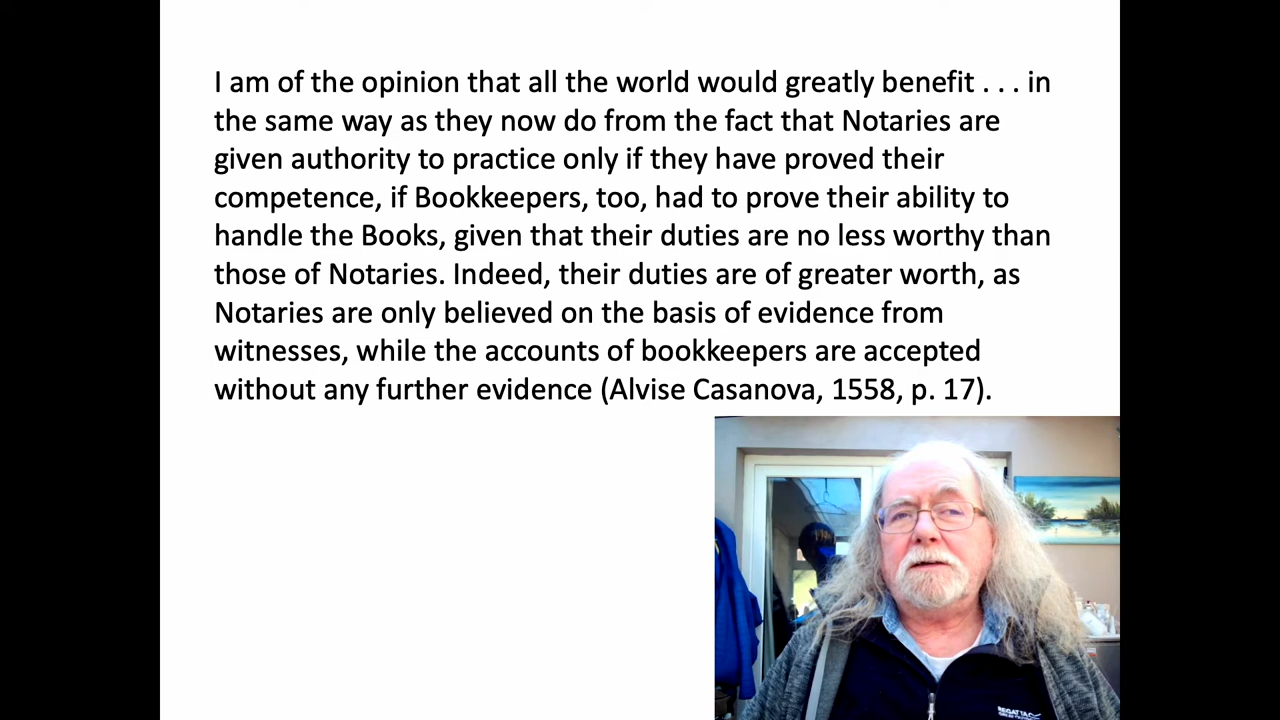 I am of the opinion that all the world would greatly benefit . . . in
the same way as they now do from the fact that Notaries are
given authority to practice only if they have proved their
competence, if Bookkeepers, too, had to prove their ability to
handle the Books, given that their duties are no less worthy than
those of Notaries. Indeed, their duties are of greater worth, as
Notaries are only believed on the basis of evidence from
witnesses, while the accounts of bookkeepers are accepted
without any further evidence (Alvise Casanova, 1558, p. 17).
REGATTA